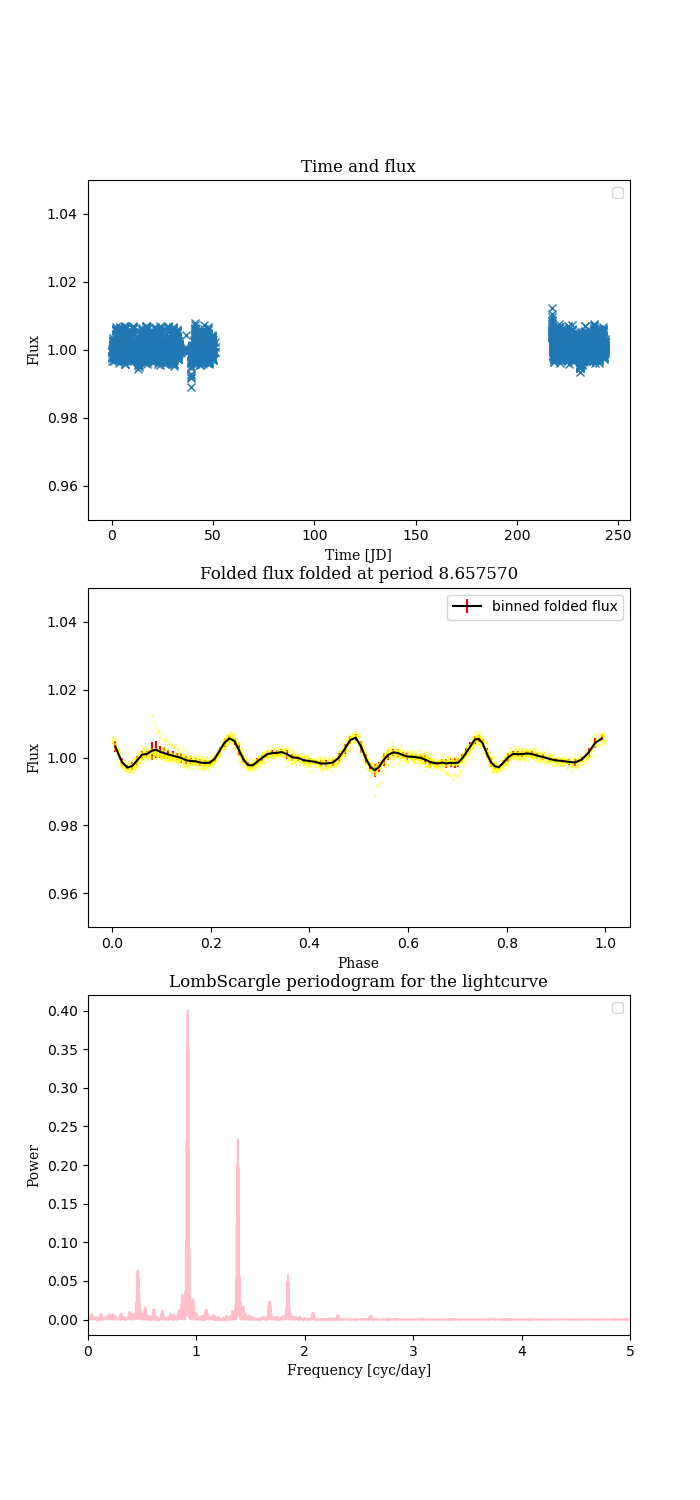 Time and flux
1.04
1.02
1.00
0.98
0.96
Flux
0 50 100 150 200 250
Time [JD]
Folded flux folded at period 8.657570
binned folded flux
1.04
1.02
1.00
0.98
0.96
Flux
0.0 0.2 0.4 0.6 0.8 1.0
Phase
LombScargle periodogram for the lightcurve
0.40
0.35
0.30
0.25
0.20
0.15
0.10
0.05
0.00
Power
0 1 2 3 4 5
Frequency [cyc/day]